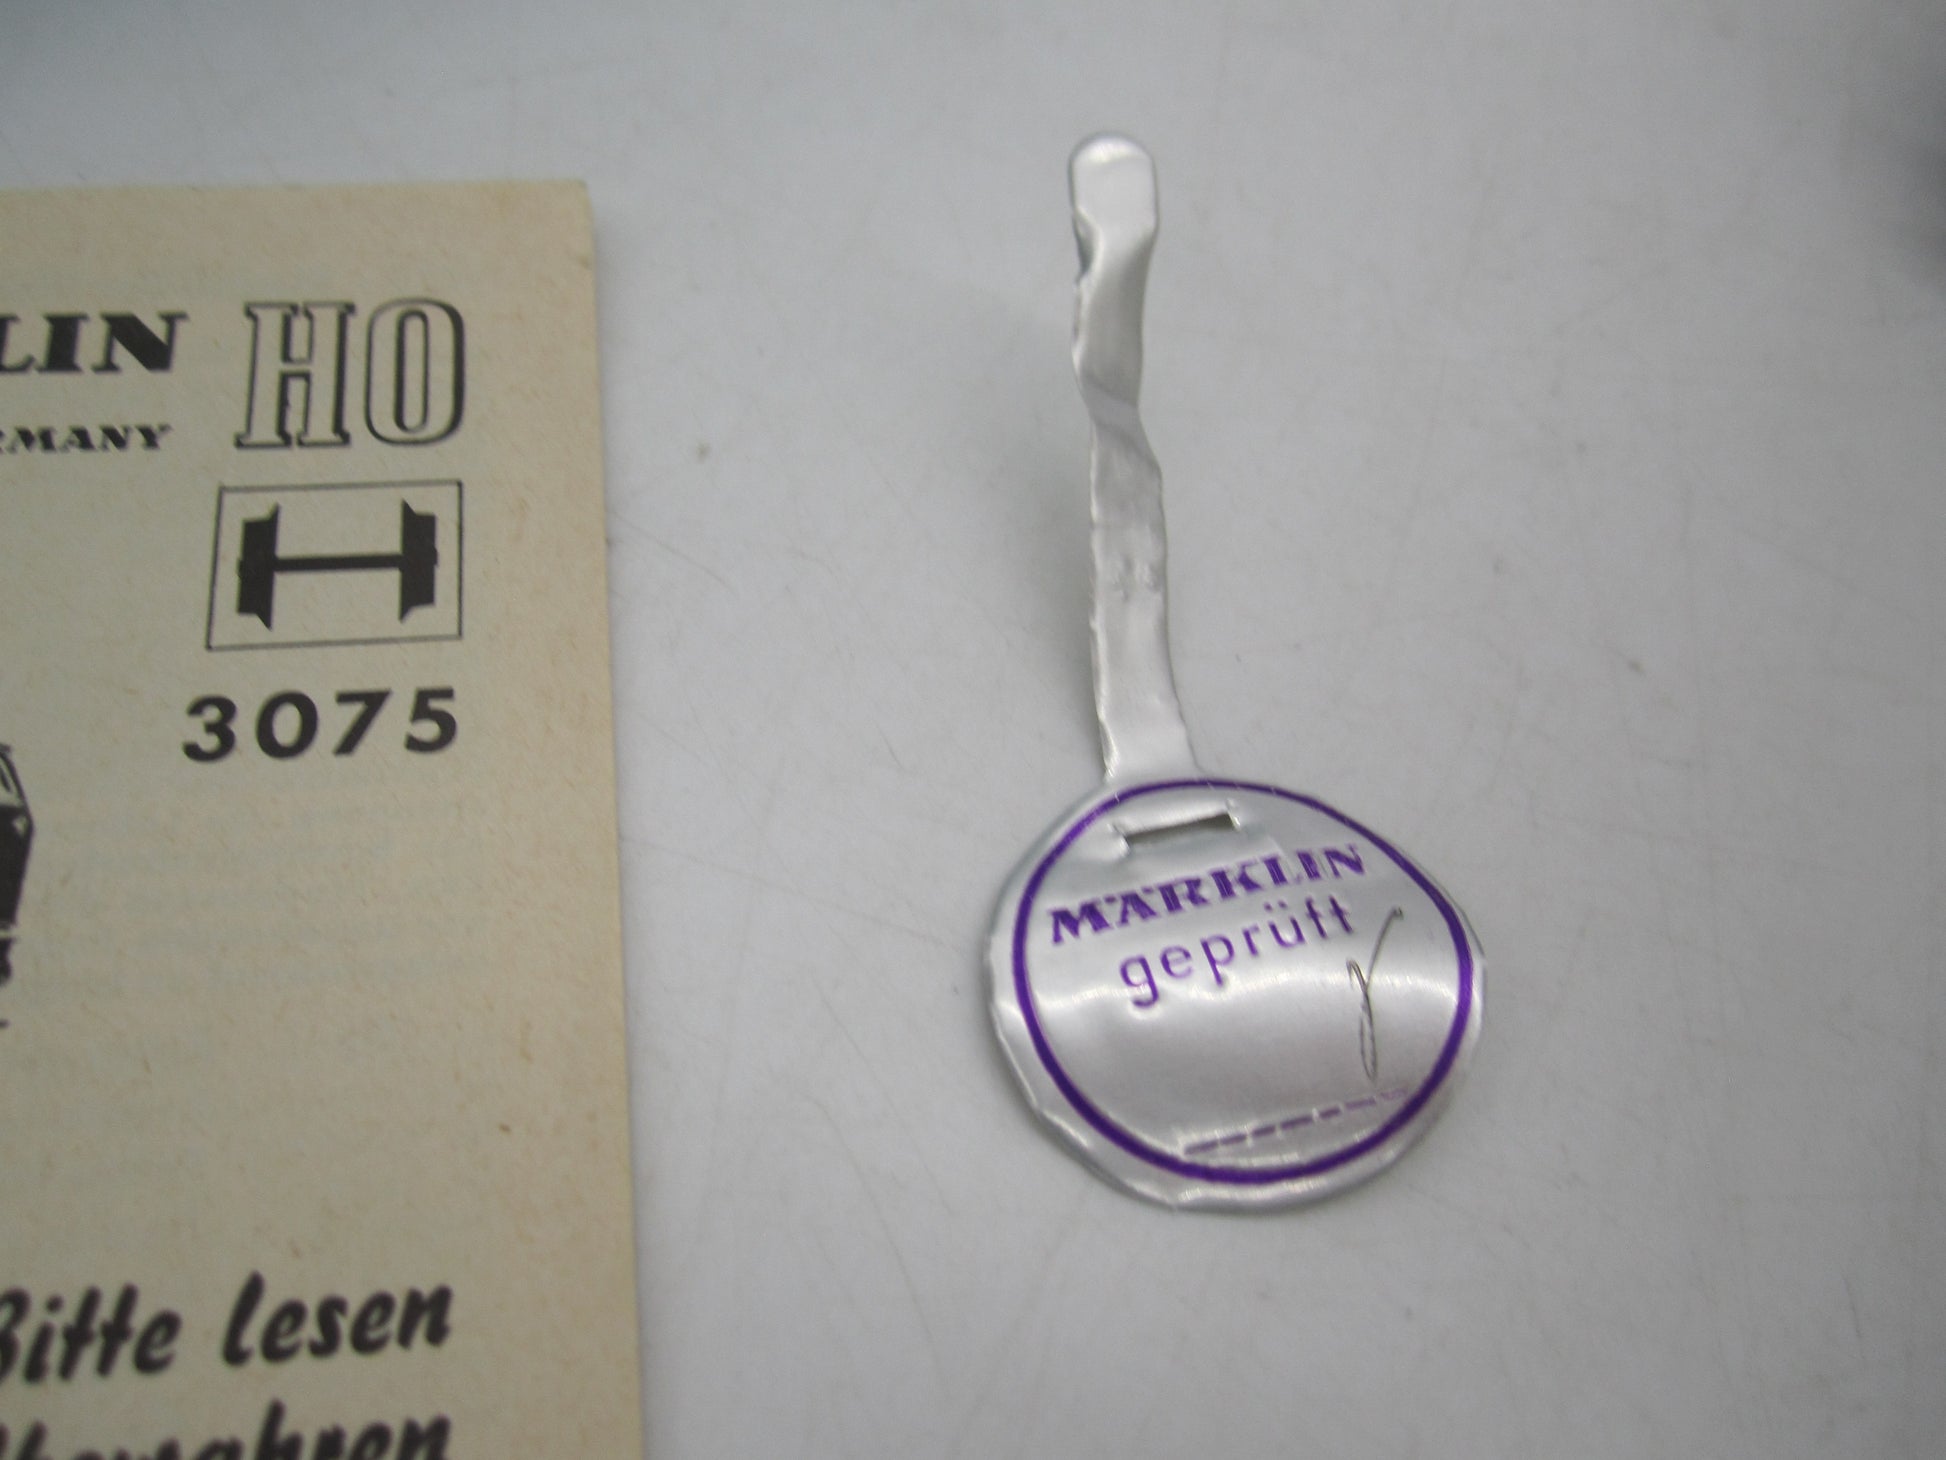 LIN HO
RMANY
3075
Bitte lesen
MÄRKLIN
geprüft